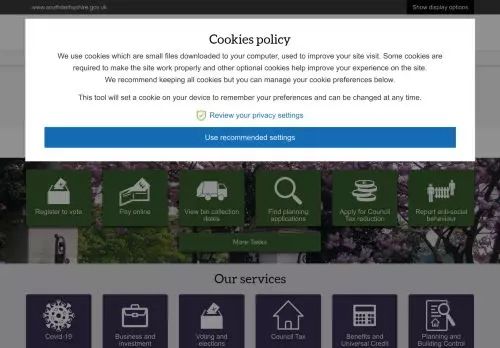 www.southderbyshire.gov.uk
Show display options
Cookies policy
We use cookies which are small files downloaded to your computer, used to improve your site visit. Some cookies are
required to make the site work properly and other optional cookies help improve your experience on the site.
We recommend keeping all cookies but you can manage your cookie preferences below.
This tool will set a cookie on your device to remember your preferences and can be changed at any time.
Review your privacy settings
Use recommended settings
Register to vote
Pay online
View bin collection
dates
Find planning
applications
Apply for Council
Tax reduction
Report anti-social
behaviour
More Tasks
Our services
Covid-19
Business and
investment
Voting and
elections
Council Tax
Benefits and
Universal Credit
Planning and
Building Control